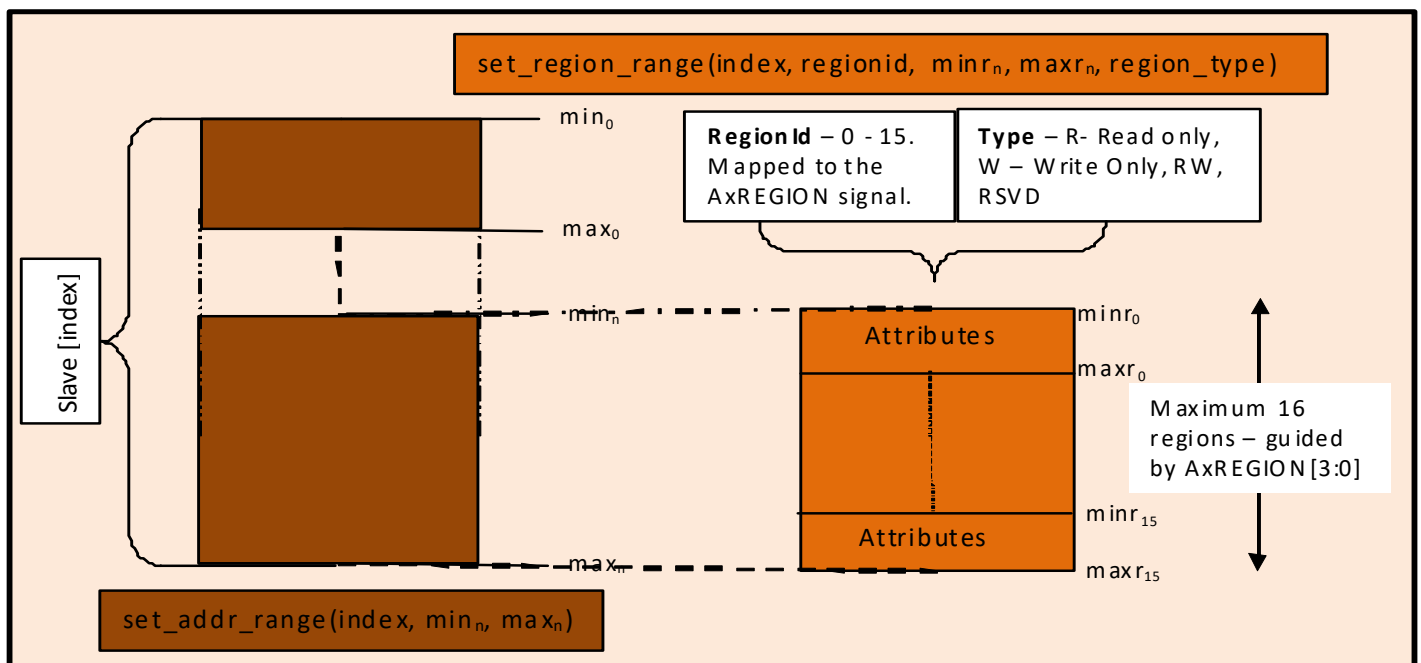 set_region_range(index, regionid, minrₙ, maxrₙ, region_type)
min₀
RegionId – 0 - 15.
Mapped to the
AxREGION signal.
Type – R- Read only,
W – Write Only, RW,
RSVD
max₀
Slave [index]
minₙ
minr₀
Attributes
maxr₀
Maximum 16
regions – guided
by AxREGION[3:0]
minr₁₅
Attributes
maxₙ
maxr₁₅
set_addr_range(index, minₙ, maxₙ)